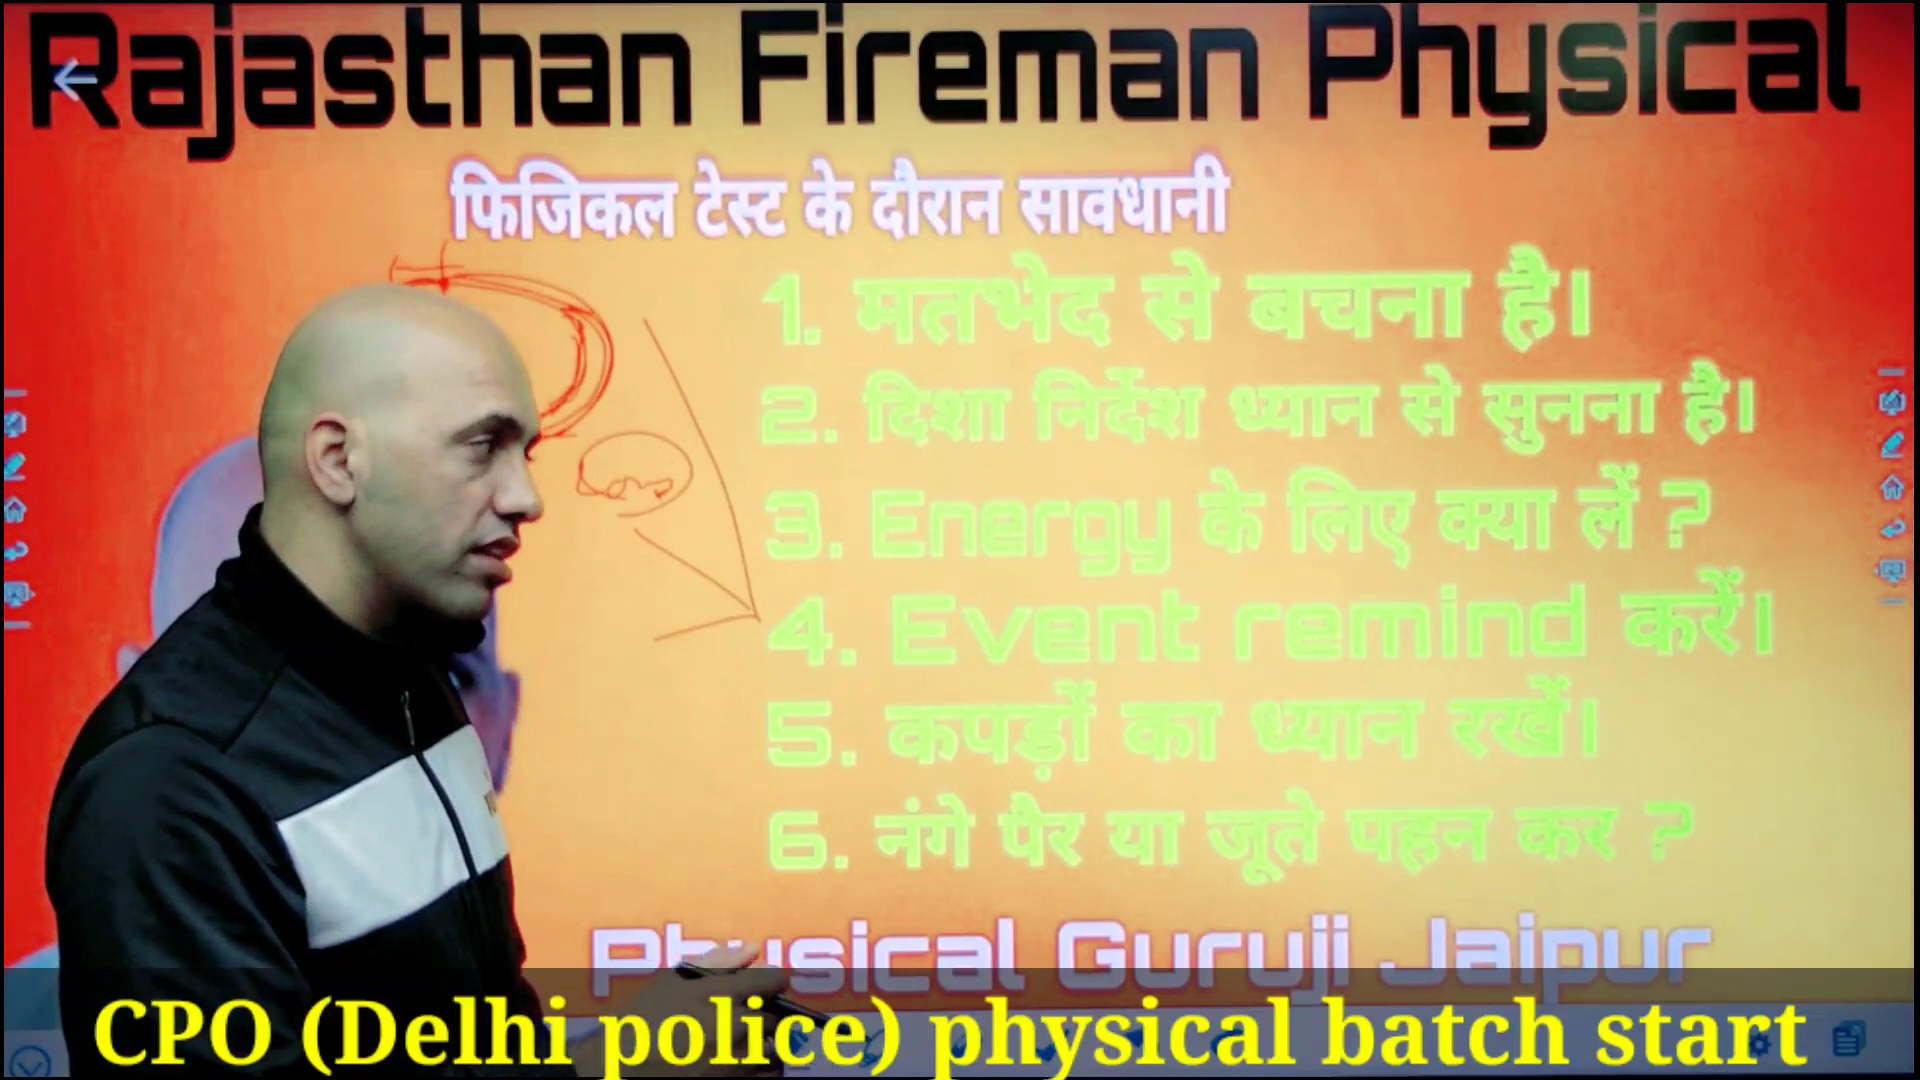 Rajasthan Fireman Physical
फिजिकल टेस्ट के दौरान सावधानी
1. मतभेद से बचना है।
2. दिशा निर्देश ध्यान से सुनना है।
3. Energy के लिए क्या लें ?
4. Event remind करें।
5. कपड़ों का ध्यान रखें।
6. नंगे पैर या जूते पहन कर ?
Physical Guruji Jaipur
CPO (Delhi police) physical batch start